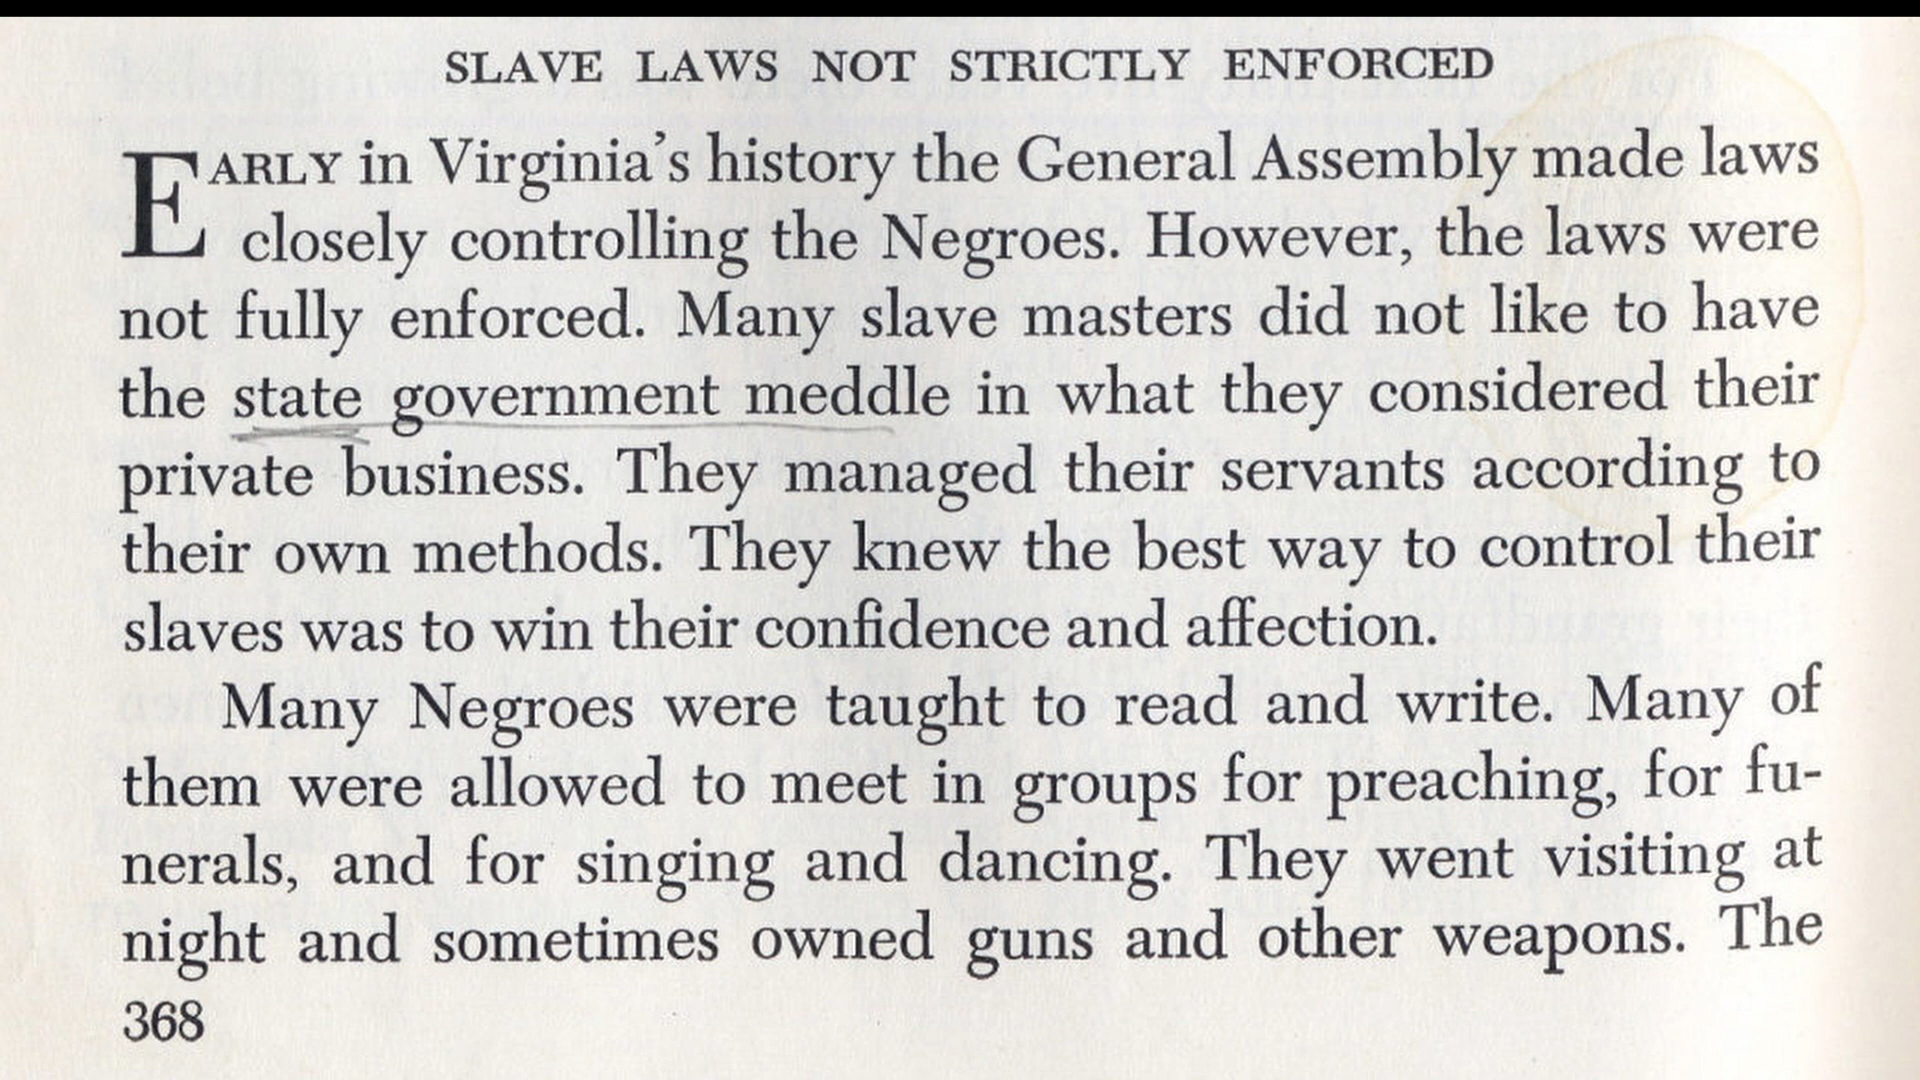 SLAVE LAWS NOT STRICTLY ENFORCED
EARLY in Virginia's history the General Assembly made laws
closely controlling the Negroes. However, the laws were
not fully enforced. Many slave masters did not like to have
the state government meddle in what they considered their
private business. They managed their servants according to
their own methods. They knew the best way to control their
slaves was to win their confidence and affection.
Many Negroes were taught to read and write. Many of
them were allowed to meet in groups for preaching, for fu-
nerals, and for singing and dancing. They went visiting at
night and sometimes owned guns and other weapons. The
368